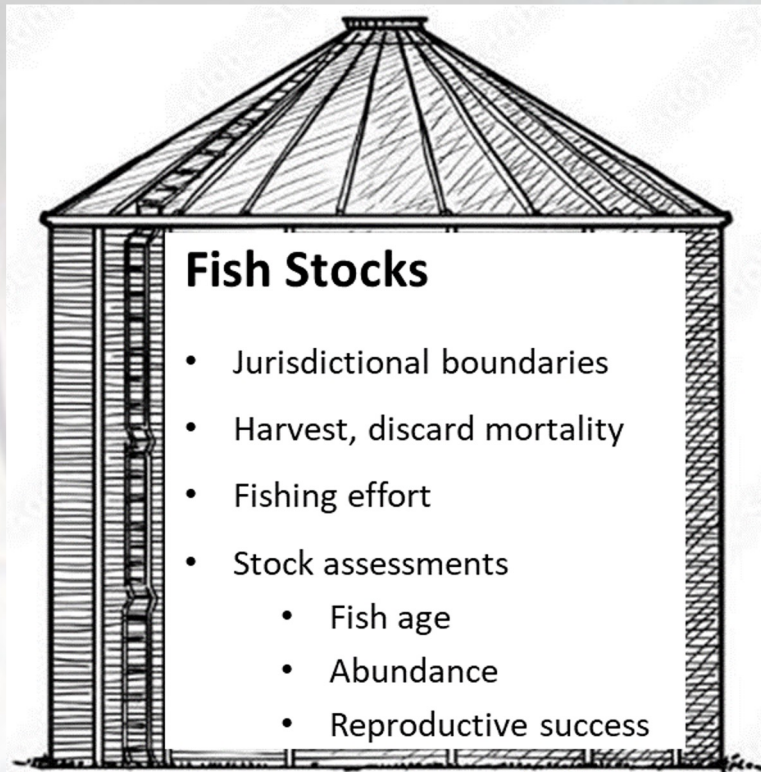 Fish Stocks
• Jurisdictional boundaries
• Harvest, discard mortality
• Fishing effort
• Stock assessments
• Fish age
• Abundance
• Reproductive success